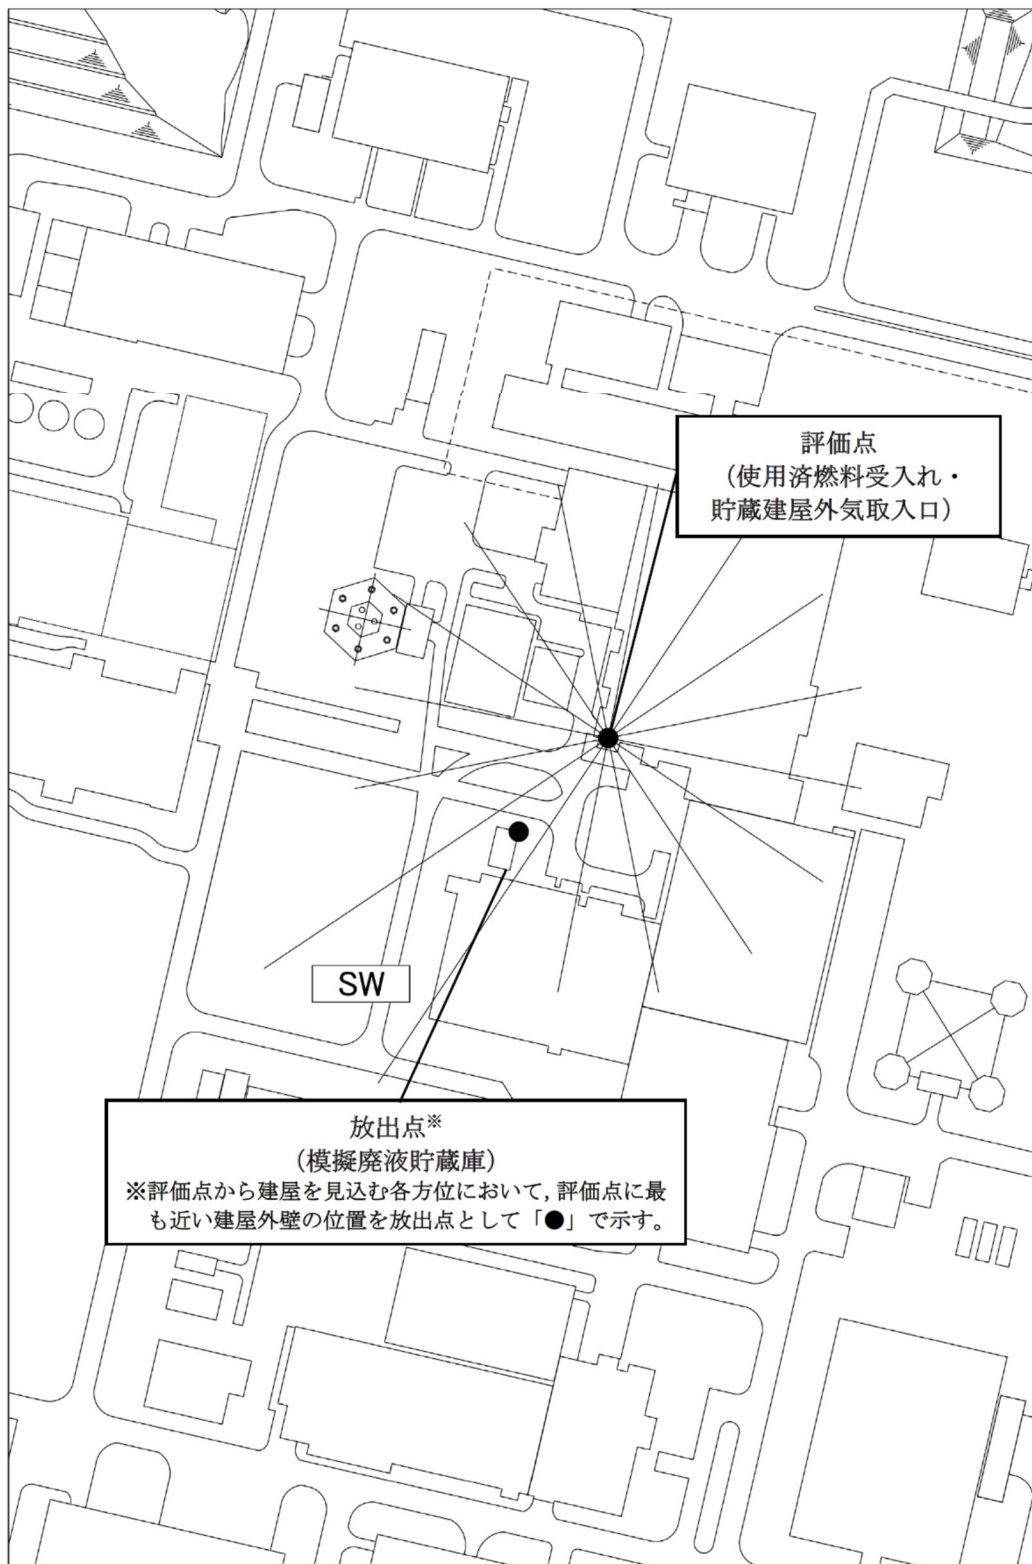 評価点
(使用済燃料受入れ・
貯蔵建屋外気取入口)
SW
放出点※
(模擬廃液貯蔵庫)
※評価点から建屋を見込む各方位において,評価点に最
も近い建屋外壁の位置を放出点として「●」で示す。